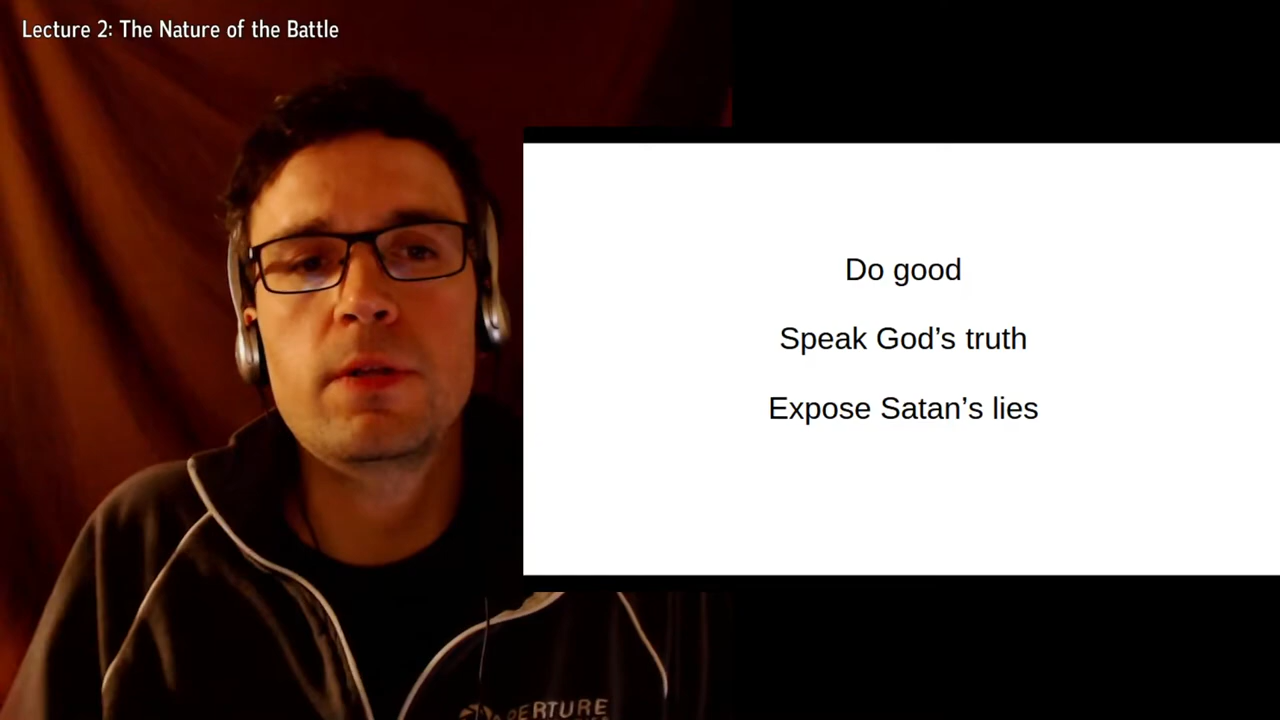 Lecture 2: The Nature of the Battle
Do good
Speak God’s truth
Expose Satan’s lies